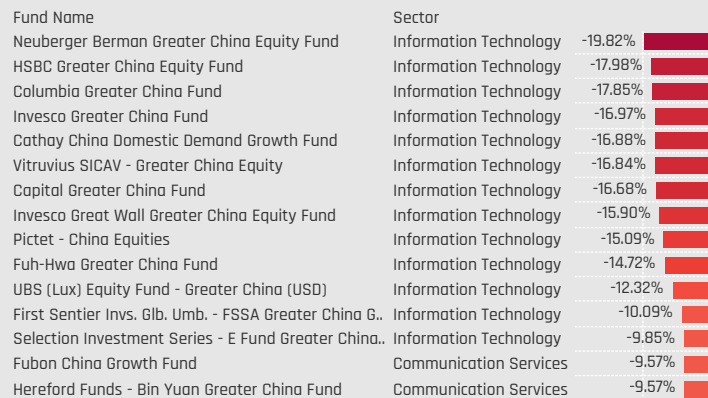 Fund Name Sector
Neuberger Berman Greater China Equity Fund Information Technology -19.82%
HSBC Greater China Equity Fund Information Technology -17.98%
Columbia Greater China Fund Information Technology -17.85%
Invesco Greater China Fund Information Technology -16.97%
Cathay China Domestic Demand Growth Fund Information Technology -16.88%
Vitruvius SICAV - Greater China Equity Information Technology -16.84%
Capital Greater China Fund Information Technology -16.68%
Invesco Great Wall Greater China Equity Fund Information Technology -15.90%
Pictet - China Equities Information Technology -15.09%
Fuh-Hwa Greater China Fund Information Technology -14.72%
UBS (Lux) Equity Fund - Greater China (USD) Information Technology -12.32%
First Sentier Invs. Glb. Umb. - FSSA Greater China G.. Information Technology -10.09%
Selection Investment Series - E Fund Greater China.. Information Technology -9.85%
Fubon China Growth Fund Communication Services -9.57%
Hereford Funds - Bin Yuan Greater China Fund Communication Services -9.57%